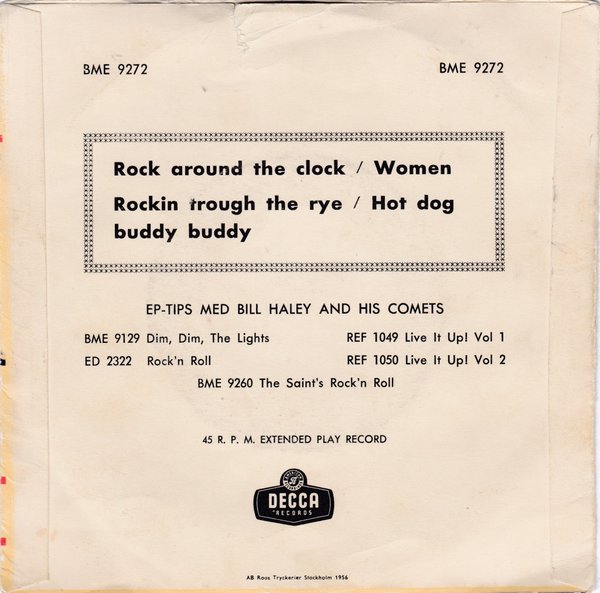 BME 9272 BME 9272
Rock around the clock / Women
Rockin trough the rye / Hot dog
buddy buddy
EP-TIPS MED BILL HALEY AND HIS COMETS
BME 9129 Dim, Dim, The Lights REF 1049 Live It Up! Vol 1
ED 2322 Rock'n Roll REF 1050 Live It Up! Vol 2
BME 9260 The Saint's Rock'n Roll
45 R. P. M. EXTENDED PLAY RECORD
DECCA
RECORDS
AB Roos Tryckerier Stockholm 1956